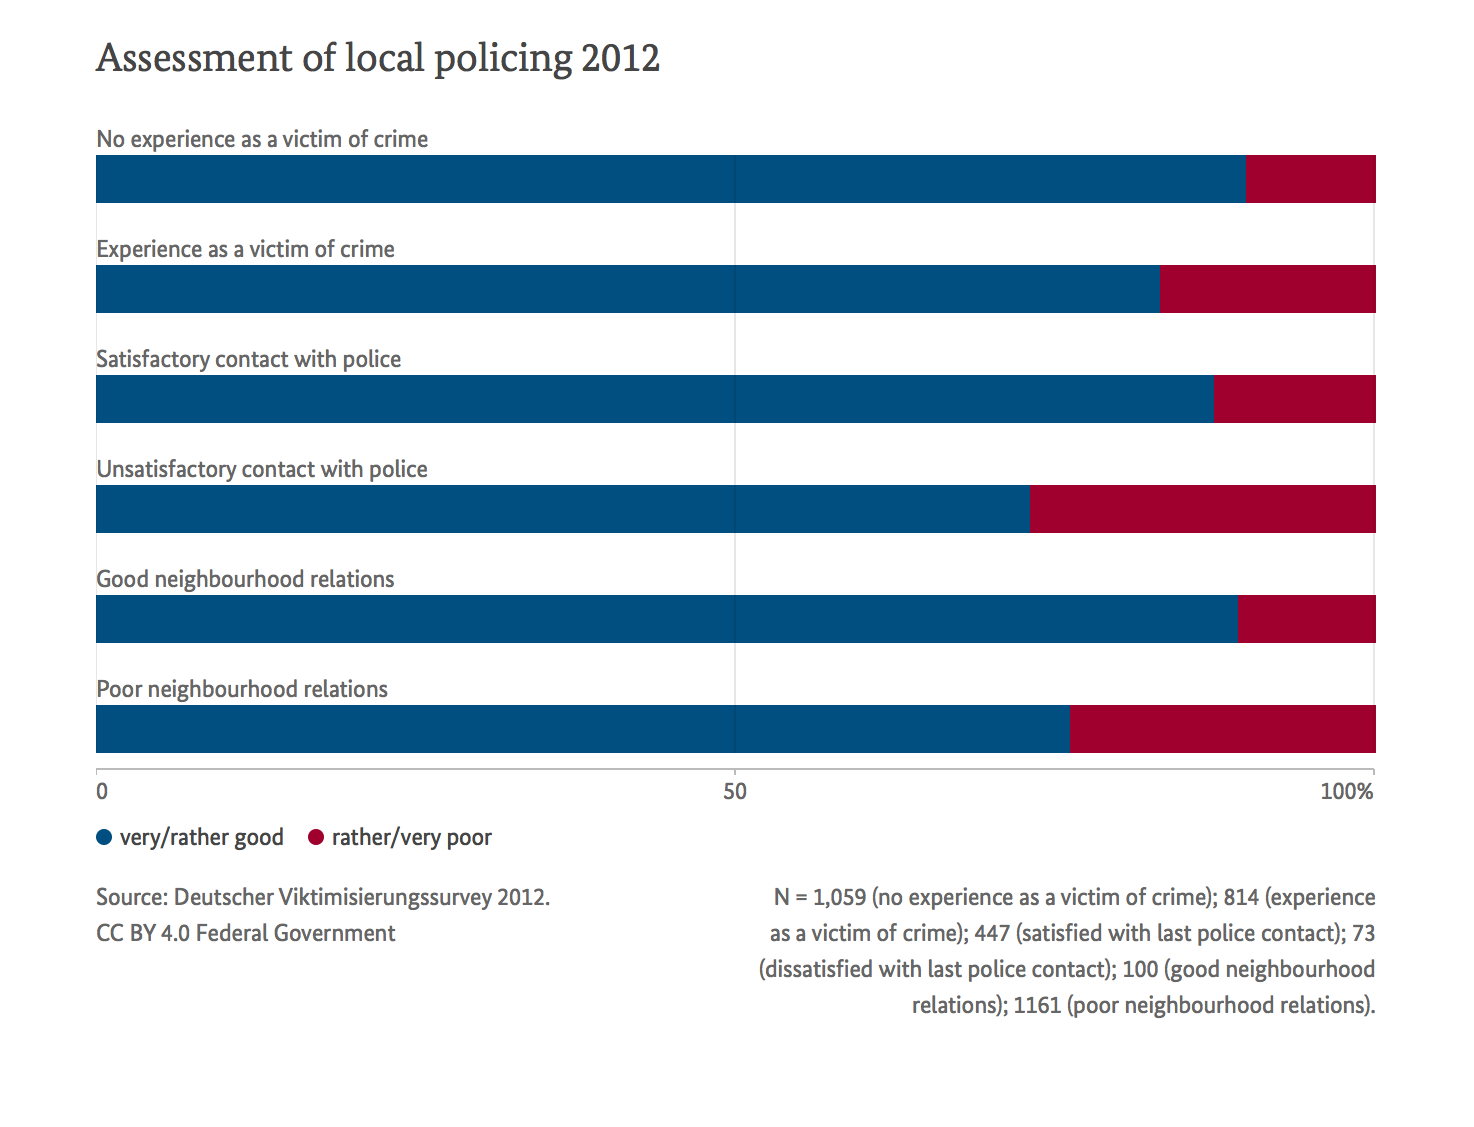 Assessment of local policing 2012
No experience as a victim of crime
Experience as a victim of crime
Satisfactory contact with police
Unsatisfactory contact with police
Good neighbourhood relations
Poor neighbourhood relations
0 50 100%
very/rather good rather/very poor
Source: Deutscher Viktimisierungssurvey 2012.
CC BY 4.0 Federal Government
N = 1,059 (no experience as a victim of crime); 814 (experience
as a victim of crime); 447 (satisfied with last police contact); 73
(dissatisfied with last police contact); 100 (good neighbourhood
relations); 1161 (poor neighbourhood relations).